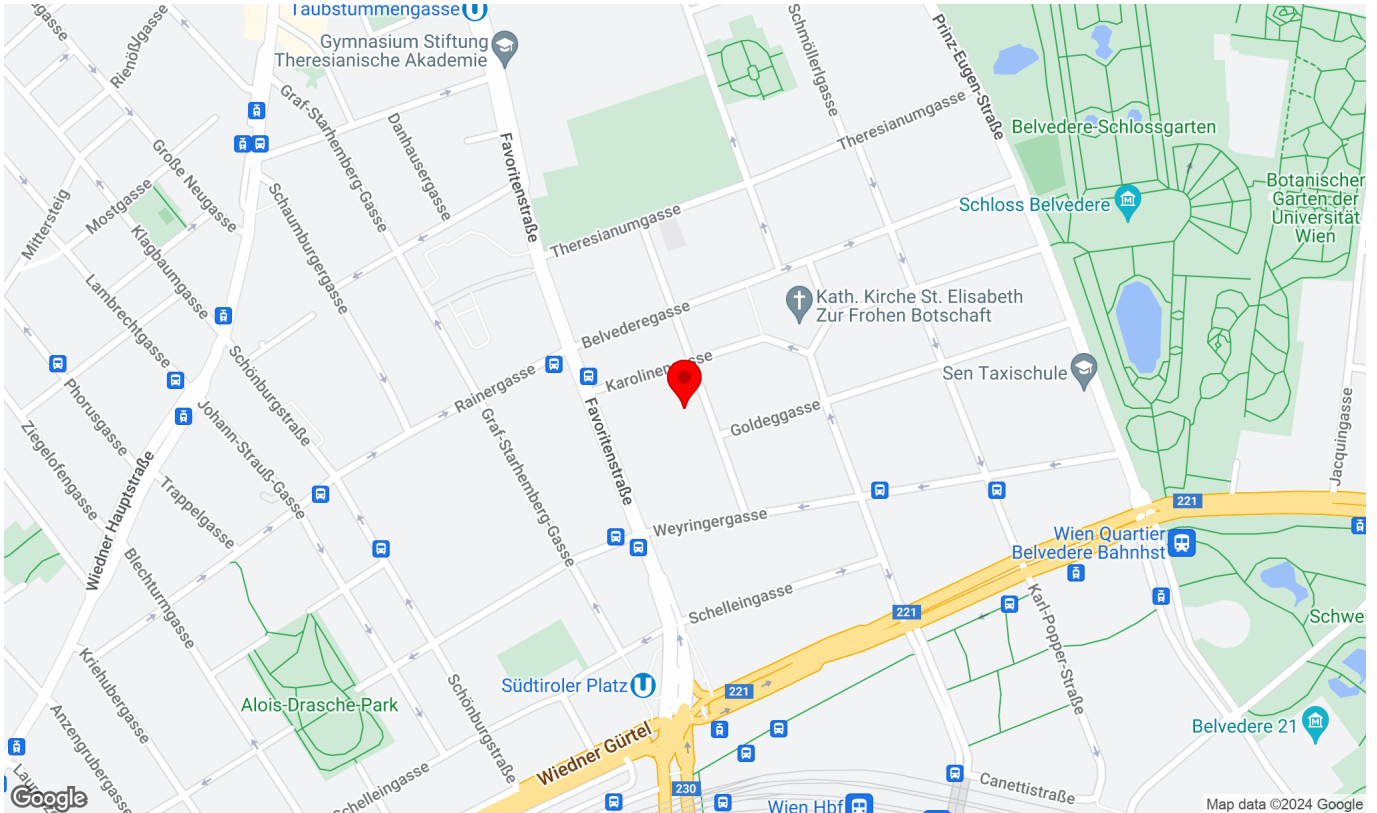 Taubstummengasse
Gymnasium Stiftung
Theresianische Akademie
Rienößlgasse
Graf-Starhemberg-Gasse
Danhausergasse
Favoritenstraße
Schmöllerlgasse
Prinz-Eugen-Straße
Theresianumgasse
Belvedere-Schlossgarten
Botanischer
Garten der
Universität
Wien
Schloss Belvedere
Große Neugasse
Mostgasse
Mittersteig
Klagbaumgasse
Schaumburgergasse
Theresianumgasse
Lambrechtgasse
Belvederegasse
Kath. Kirche St. Elisabeth
Zur Frohen Botschaft
Schönburgstraße
Rainergasse
Sen Taxischule
Phorusgasse
Johann-Strauß-Gasse
Graf-Starhemberg-Gasse
Favoritenstraße
Goldeggasse
Jacquingasse
Ziegelofengasse
Wiedner Hauptstraße
Trappelgasse
Weyringergasse
221
Wien Quartier
Belvedere Bahnhst
Blechturmgasse
Schelleingasse
221
Karl-Popper-Straße
Schwei
Kriehubergasse
Südtiroler Platz
221
Alois-Drasche-Park
Schönburgstraße
Belvedere 21
Anzengrubergasse
Wiedner Gürtel
Schelleingasse
230
Canettistraße
Wien Hbf
Google
Map data ©2024 Google